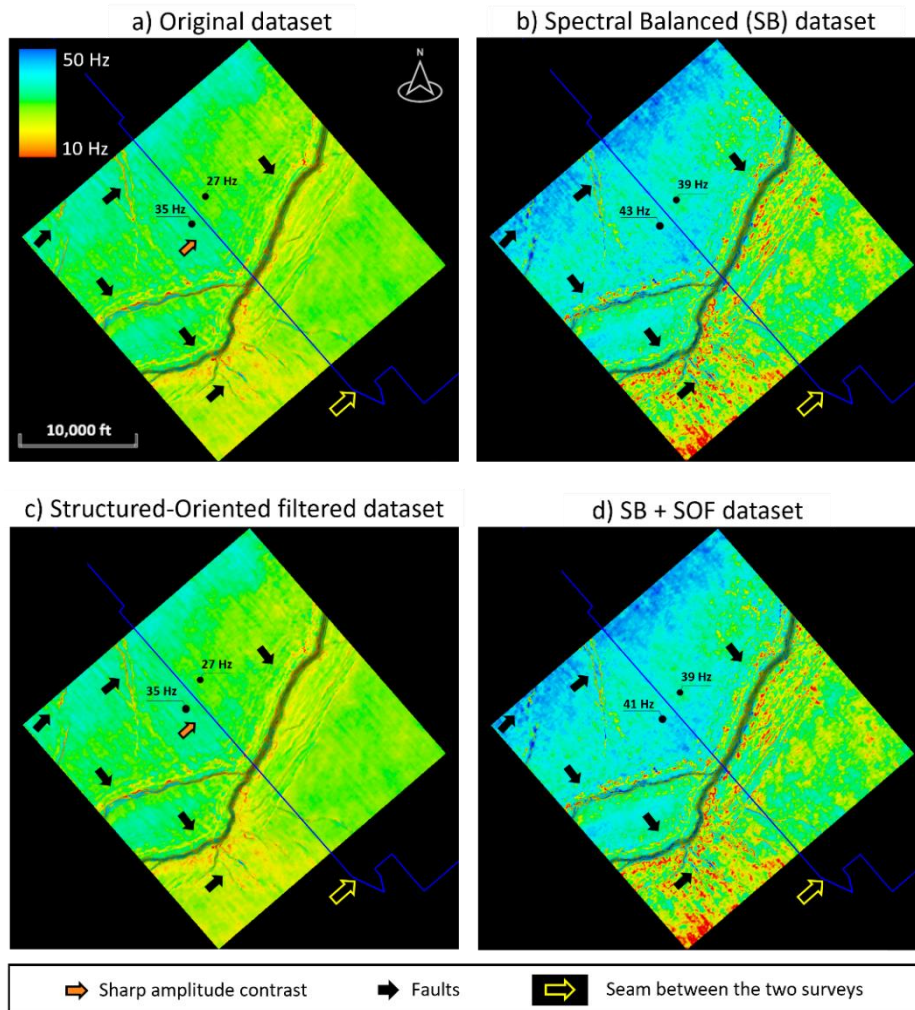 a) Original dataset
b) Spectral Balanced (SB) dataset
50 Hz
10 Hz
N
27 Hz
35 Hz
10,000 ft
39 Hz
43 Hz
c) Structured-Oriented filtered dataset
d) SB + SOF dataset
27 Hz
35 Hz
39 Hz
41 Hz
Sharp amplitude contrast
Faults
Seam between the two surveys